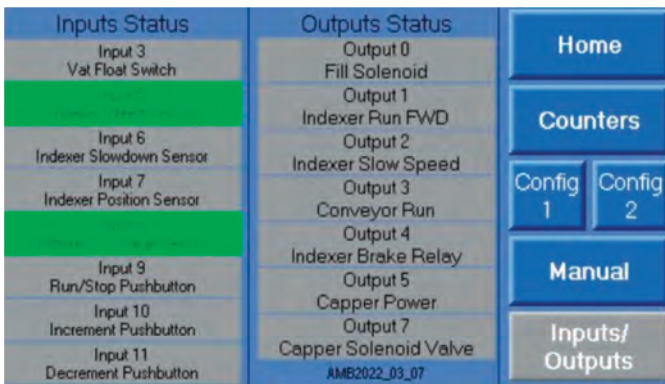 Inputs Status
Input 3
Vat Float Switch
Input 6
Indexer Slowdown Sensor
Input 7
Indexer Position Sensor
Input 9
Run/Stop Pushbutton
Input 10
Increment Pushbutton
Input 11
Decrement Pushbutton
Outputs Status
Output 0
Fill Solenoid
Output 1
Indexer Run FWD
Output 2
Indexer Slow Speed
Output 3
Conveyor Run
Output 4
Indexer Brake Relay
Output 5
Capper Power
Output 7
Capper Solenoid Valve
AMB2022_03_07
Home
Counters
Config
1
Config
2
Manual
Inputs/
Outputs